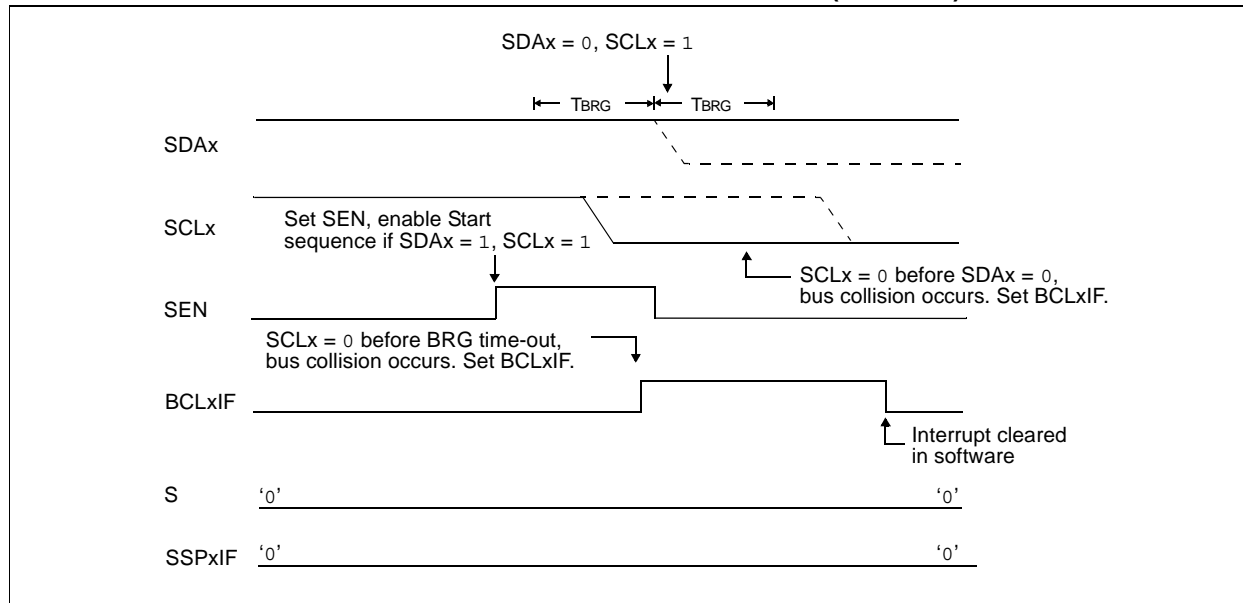 SDAx = 0, SCLx = 1
TBRG TBRG
SDAx
SCLx
Set SEN, enable Start
sequence if SDAx = 1, SCLx = 1
SCLx = 0 before SDAx = 0,
bus collision occurs. Set BCLxIF.
SEN
SCLx = 0 before BRG time-out,
bus collision occurs. Set BCLxIF.
BCLxIF
Interrupt cleared
in software
S ‘0’ ‘0’
SSPxIF ‘0’ ‘0’